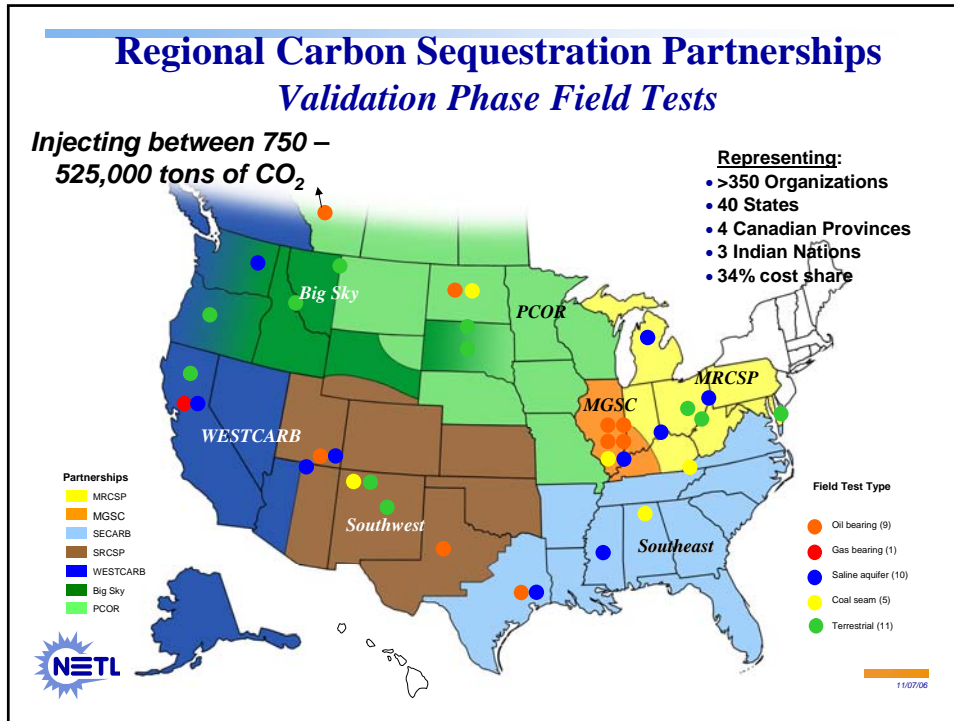 Regional Carbon Sequestration Partnerships
Validation Phase Field Tests
Injecting between 750 –
525,000 tons of CO2
Representing:
• >350 Organizations
• 40 States
• 4 Canadian Provinces
• 3 Indian Nations
• 34% cost share
Big Sky
PCOR
MRCSP
MGSC
WESTCARB
Southwest
Southeast
Partnerships
MRCSP
MGSC
SECARB
SRCSP
WESTCARB
Big Sky
PCOR
Field Test Type
Oil bearing (9)
Gas bearing (1)
Saline aquifer (10)
Coal seam (5)
Terrestrial (11)
NETL
11/07/06